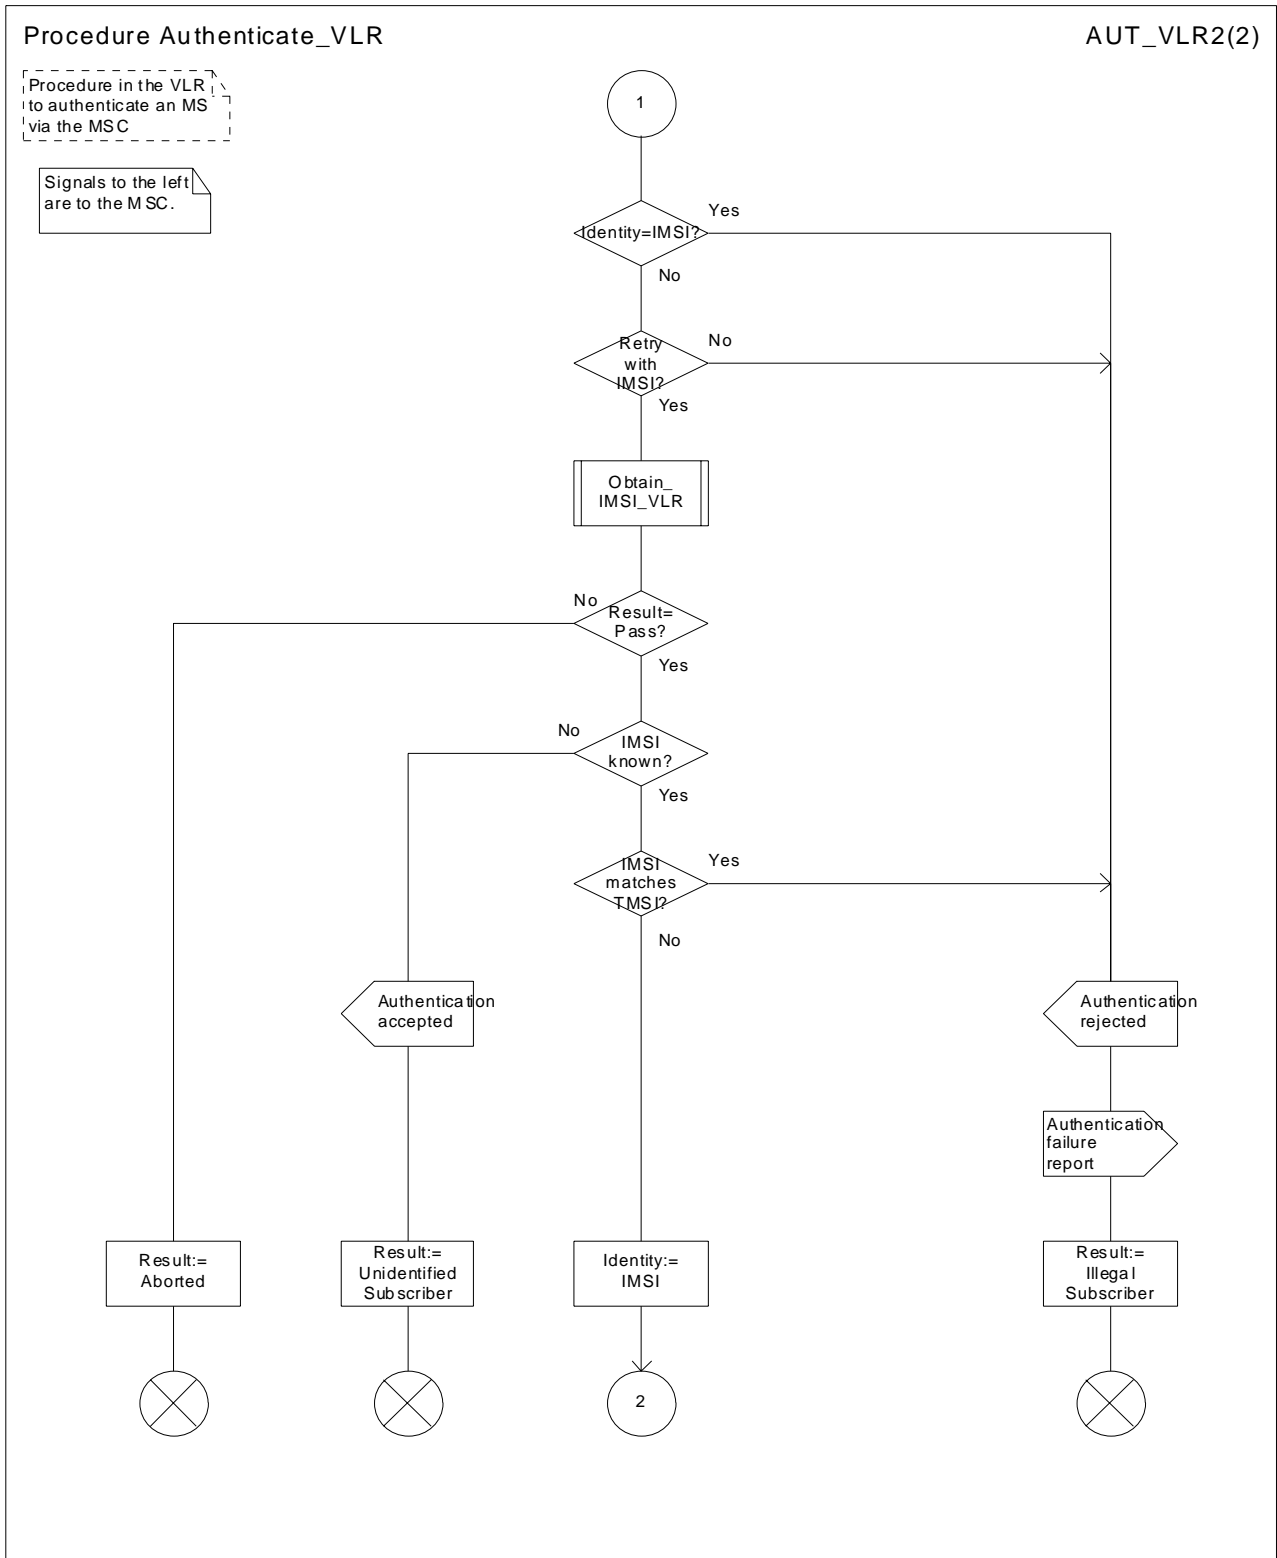 Procedure Authenticate_VLR
AUT_VLR2(2)
Procedure in the VLR
to authenticate an MS
via the MSC
Signals to the left
are to the MSC.
1
Identity=IMSI?
Yes
No
Retry
with
IMSI?
No
Yes
Obtain_
IMSI_VLR
Result=
Pass?
No
Yes
IMSI
known?
No
Yes
IMSI
matches
TMSI?
Yes
No
Authentication
accepted
Authentication
rejected
Authentication
failure
report
Result:=
Aborted
Result:=
Unidentified
Subscriber
Identity:=
IMSI
Result:=
Illegal
Subscriber
2